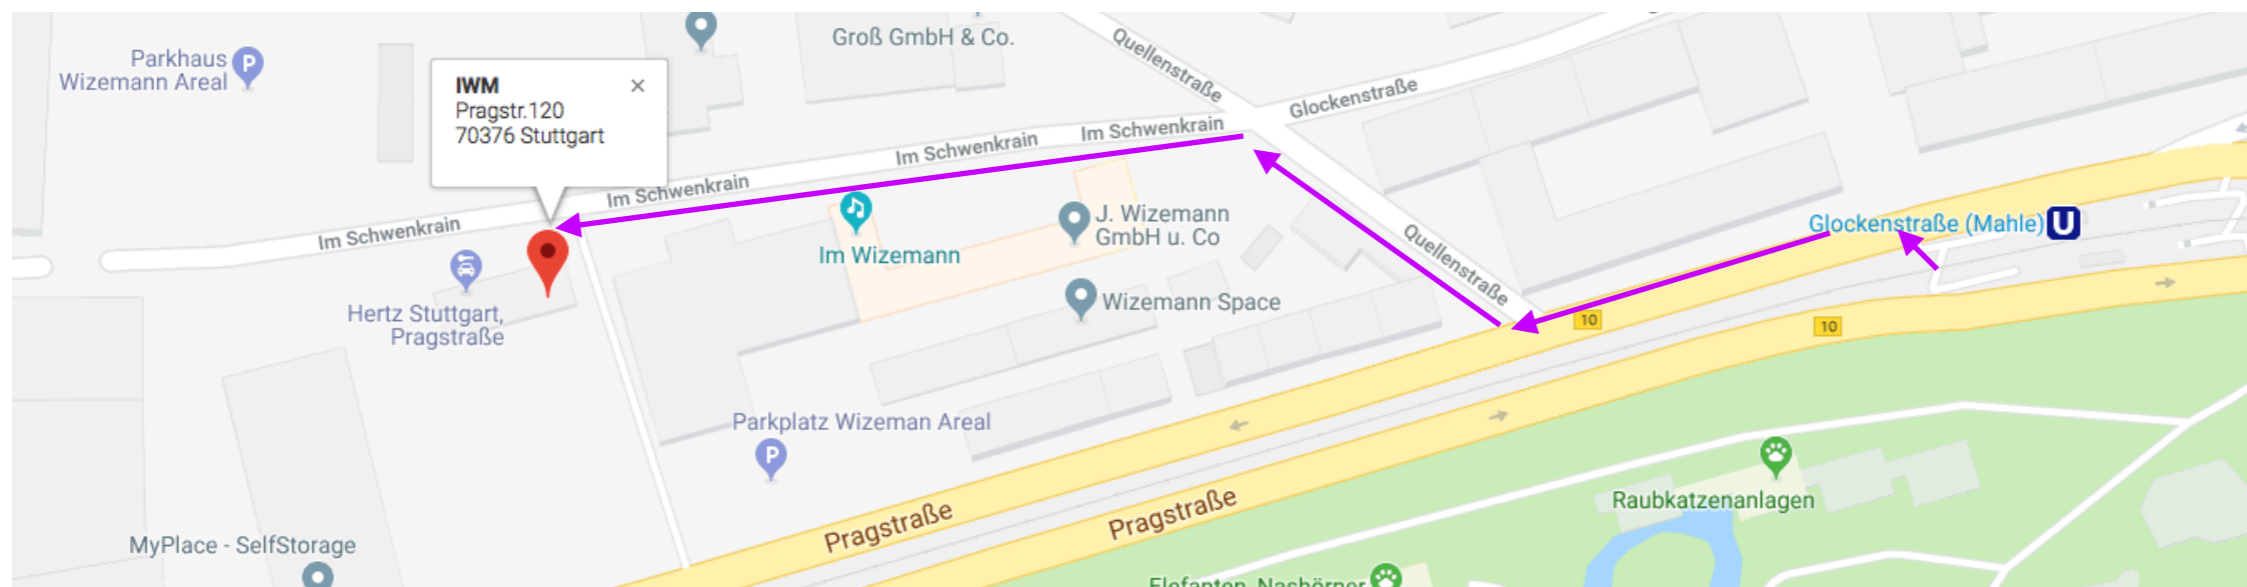 Groß GmbH & Co.
Quellenstraße
Parkhaus
Wizemann Areal
P
IWM
×
Pragstr.120
70376 Stuttgart
Glockenstraße
Im Schwenkrain
Im Schwenkrain
Im Schwenkrain
Im Schwenkrain
J. Wizemann
GmbH u. Co
Im Wizemann
Glockenstraße (Mahle)
U
Quellenstraße
Wizemann Space
Hertz Stuttgart,
Pragstraße
10
10
Parkplatz Wizeman Areal
P
Pragstraße
Pragstraße
Raubkatzenanlagen
MyPlace - SelfStorage
Elefanten, Nashörner